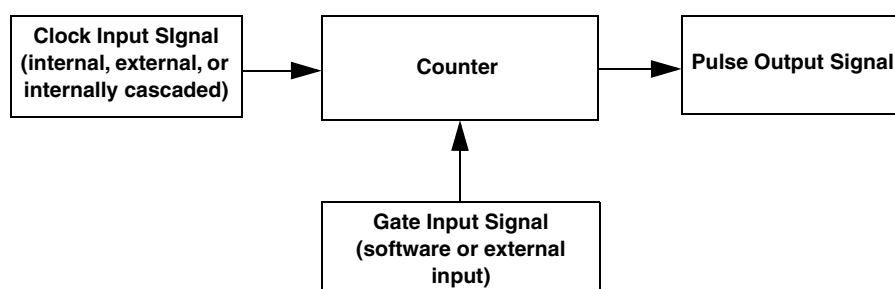 Clock Input SIgnal
(internal, external, or
internally cascaded)
Counter
Pulse Output Signal
Gate Input Signal
(software or external
input)